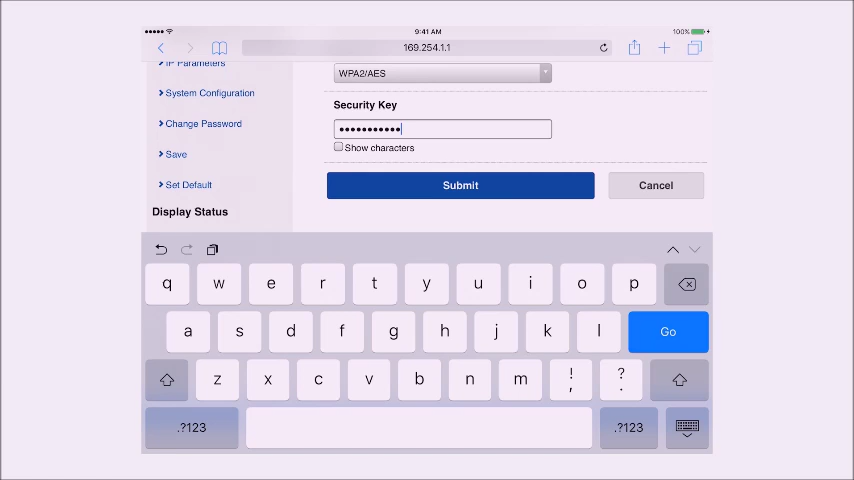 9:41 AM
100%
169.254.1.1
IP Parameters
WPA2/AES
System Configuration
Security Key
Change Password
•••••••••••
Show characters
Save
Set Default
Submit
Cancel
Display Status
q w e r t y u i o p
a s d f g h j k l Go
z x c v b n m ! , ? .
.?123 .?123